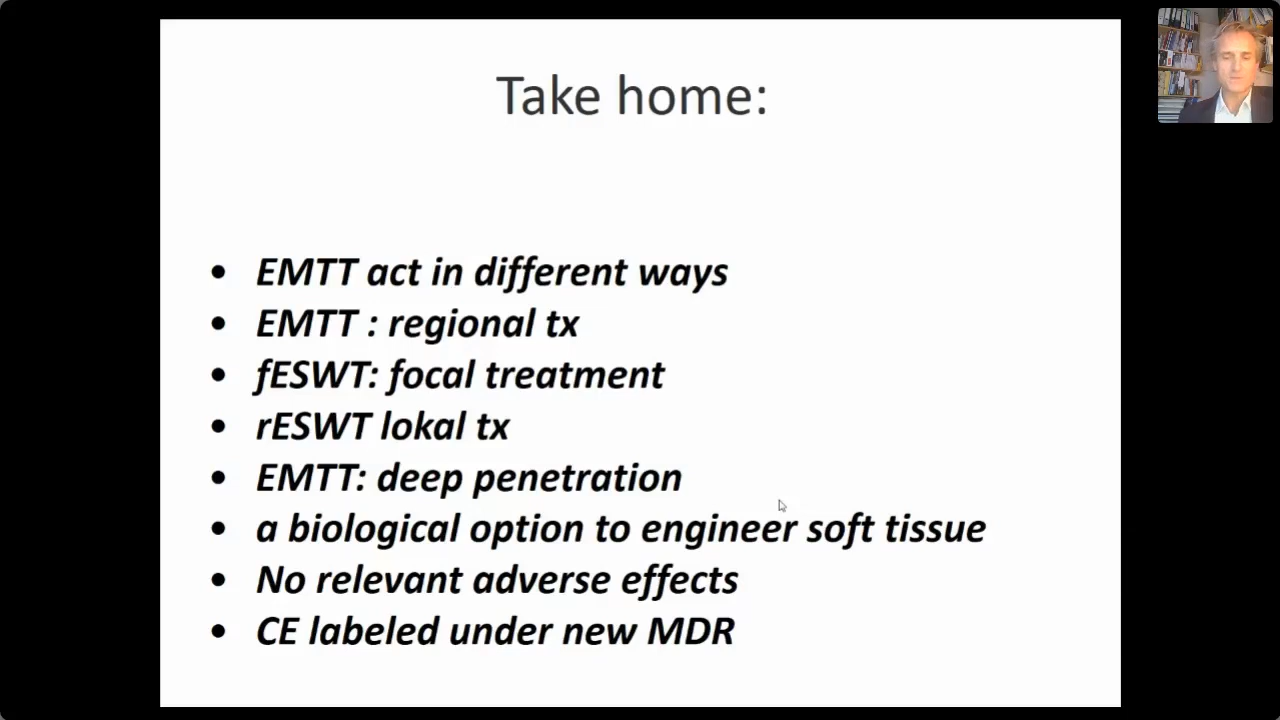 Take home:
• EMTT act in different ways
• EMTT : regional tx
• fESWT: focal treatment
• rESWT lokal tx
• EMTT: deep penetration
• a biological option to engineer soft tissue
• No relevant adverse effects
• CE labeled under new MDR